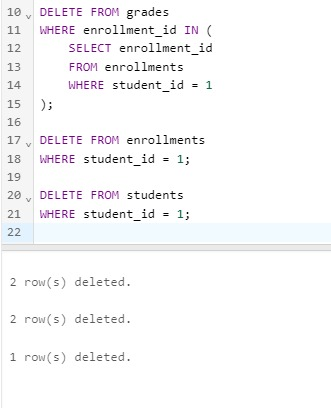 10 DELETE FROM grades
11 WHERE enrollment_id IN (
12 SELECT enrollment_id
13 FROM enrollments
14 WHERE student_id = 1
15 );
16
17 DELETE FROM enrollments
18 WHERE student_id = 1;
19
20 DELETE FROM students
21 WHERE student_id = 1;
22
2 row(s) deleted.
2 row(s) deleted.
1 row(s) deleted.